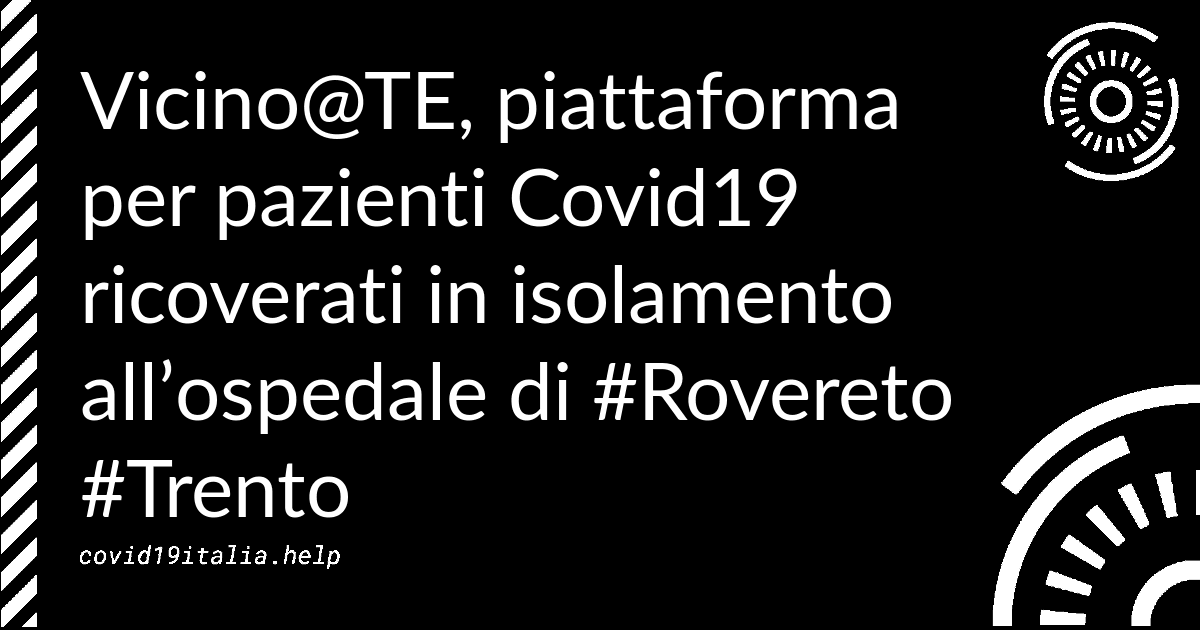 Vicino@TE, piattaforma
per pazienti Covid19
ricoverati in isolamento
all’ospedale di #Rovereto
#Trento
covid19italia.help